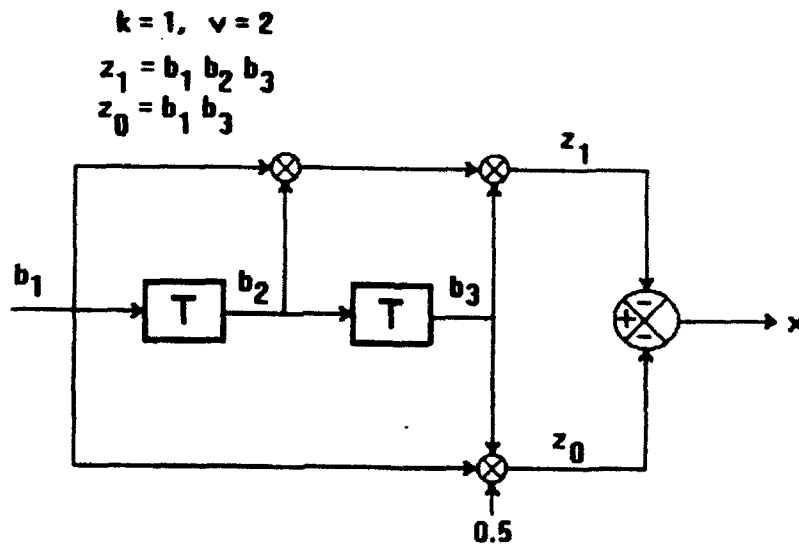 k = 1, v = 2
z₁ = b₁ b₂ b₃
z₀ = b₁ b₃
z₁
b₁
T
b₂
T
b₃
−
+
−
x
z₀
0.5